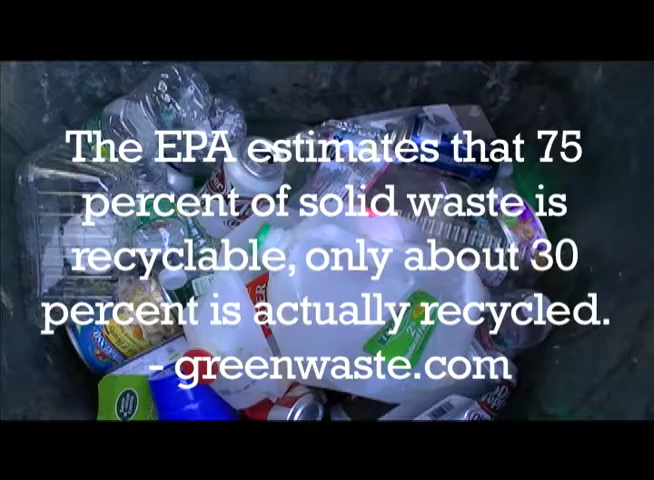 The EPA estimates that 75
percent of solid waste is
recyclable, only about 30
percent is actually recycled.
- greenwaste.com